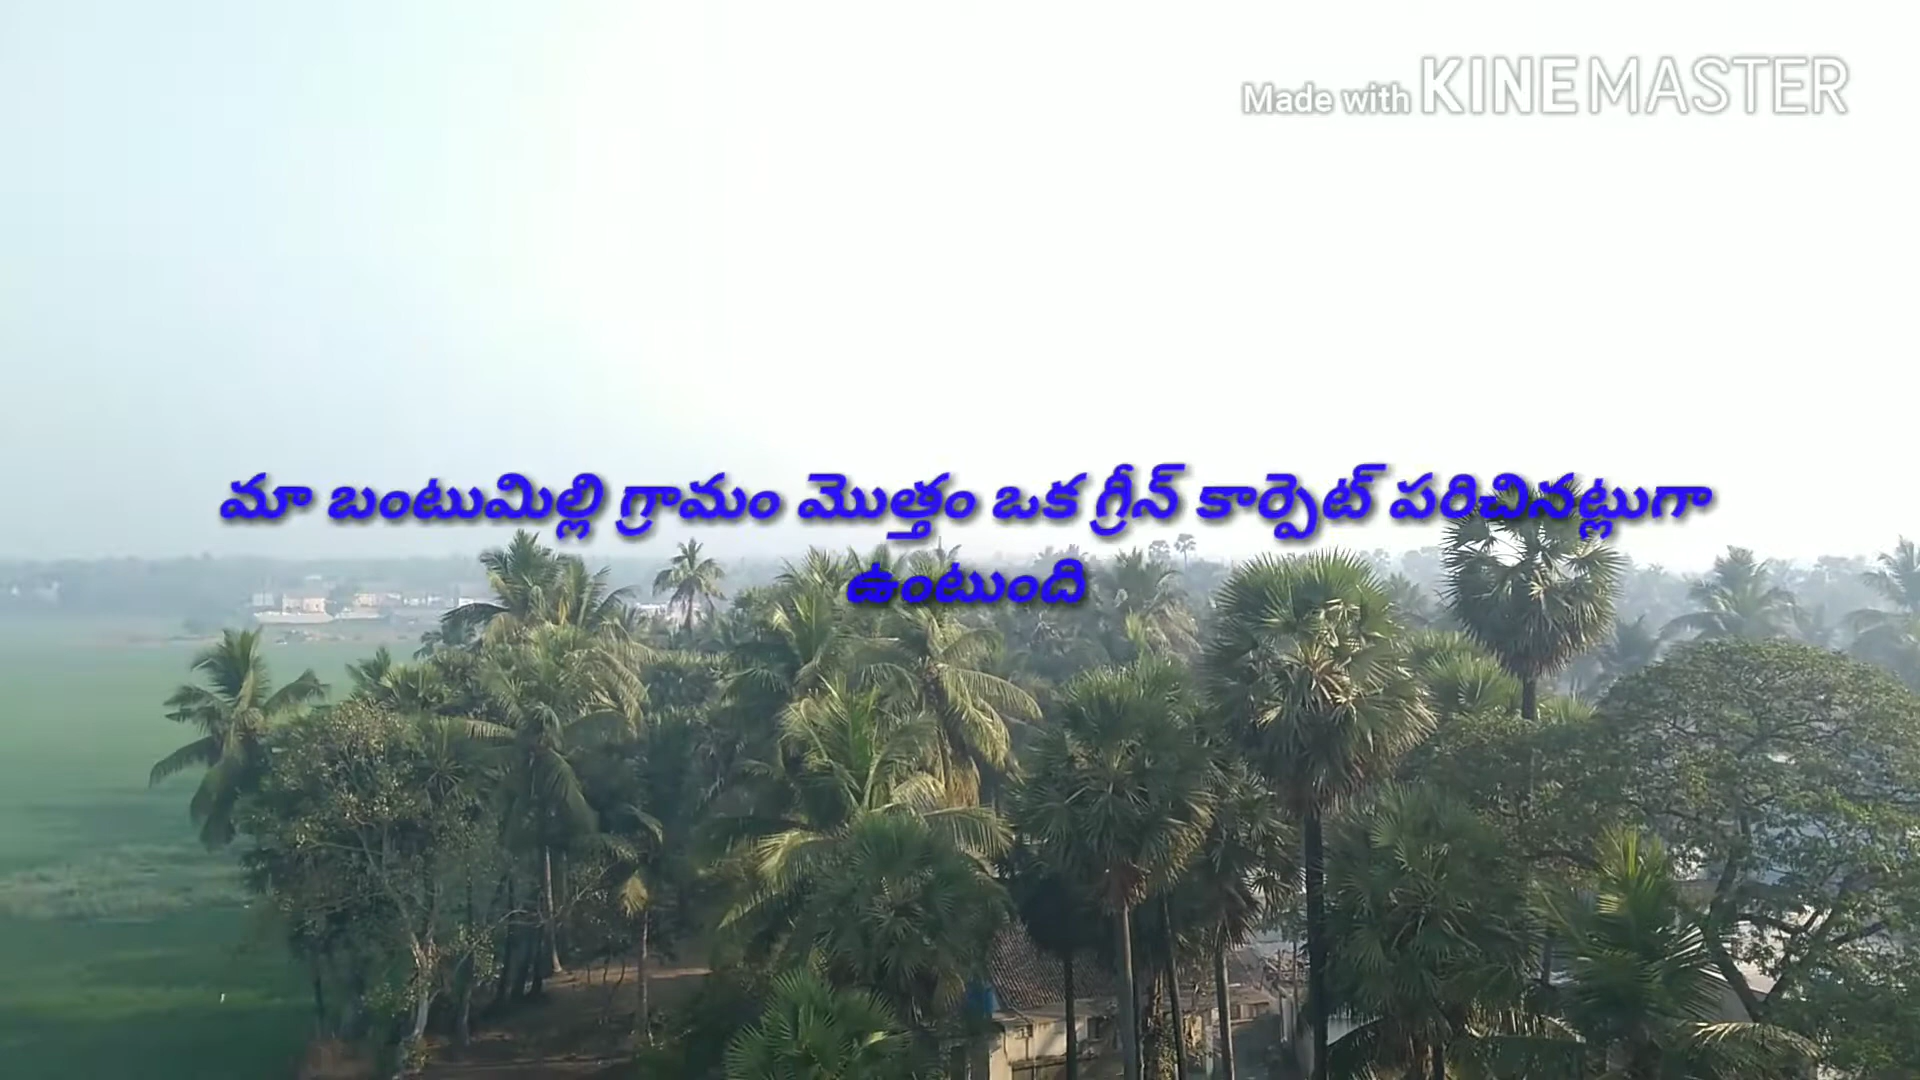 Made with KINEMASTER
మా బంటుమిల్లి గ్రామం మొత్తం ఒక గ్రీన్ కార్పెట్ పరిచినట్లుగా
ఉంటుంది